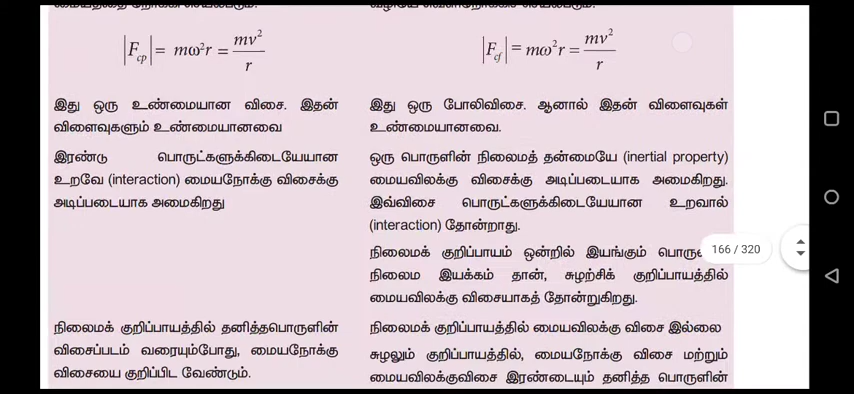 |F_cp| = mω²r = mv²/r
|F_cf| = mω²r = mv²/r
இது ஒரு உண்மையான விசை. இதன்
விளைவுகளும் உண்மையானவை
இது ஒரு போலிவிசை. ஆனால் இதன் விளைவுகள்
உண்மையானவை.
இரண்டு பொருட்களுக்கிடையேயான
உறவே (interaction) மையநோக்கு விசைக்கு
அடிப்படையாக அமைகிறது
ஒரு பொருளின் நிலைமத் தன்மையே (inertial property)
மையவிலக்கு விசைக்கு அடிப்படையாக அமைகிறது.
இவ்விசை பொருட்களுக்கிடையேயான உறவால்
(interaction) தோன்றாது.
நிலைமக் குறிப்பாயம் ஒன்றில் இயங்கும்
நிலைம இயக்கம் தான், சுழற்சிக் குறிப்பாயத்தில்
மையவிலக்கு விசையாகத் தோன்றுகிறது.
நிலைமக் குறிப்பாயத்தில் தனித்தபொருளின்
விசைப்படம் வரையும்போது, மையநோக்கு
விசையை குறிப்பிட வேண்டும்.
நிலைமக் குறிப்பாயத்தில் மையவிலக்கு விசை இல்லை
சுழலும் குறிப்பாயத்தில், மையநோக்கு விசை மற்றும்
மையவிலக்குவிசை இரண்டையும் தனித்த பொருளின்
166 / 320